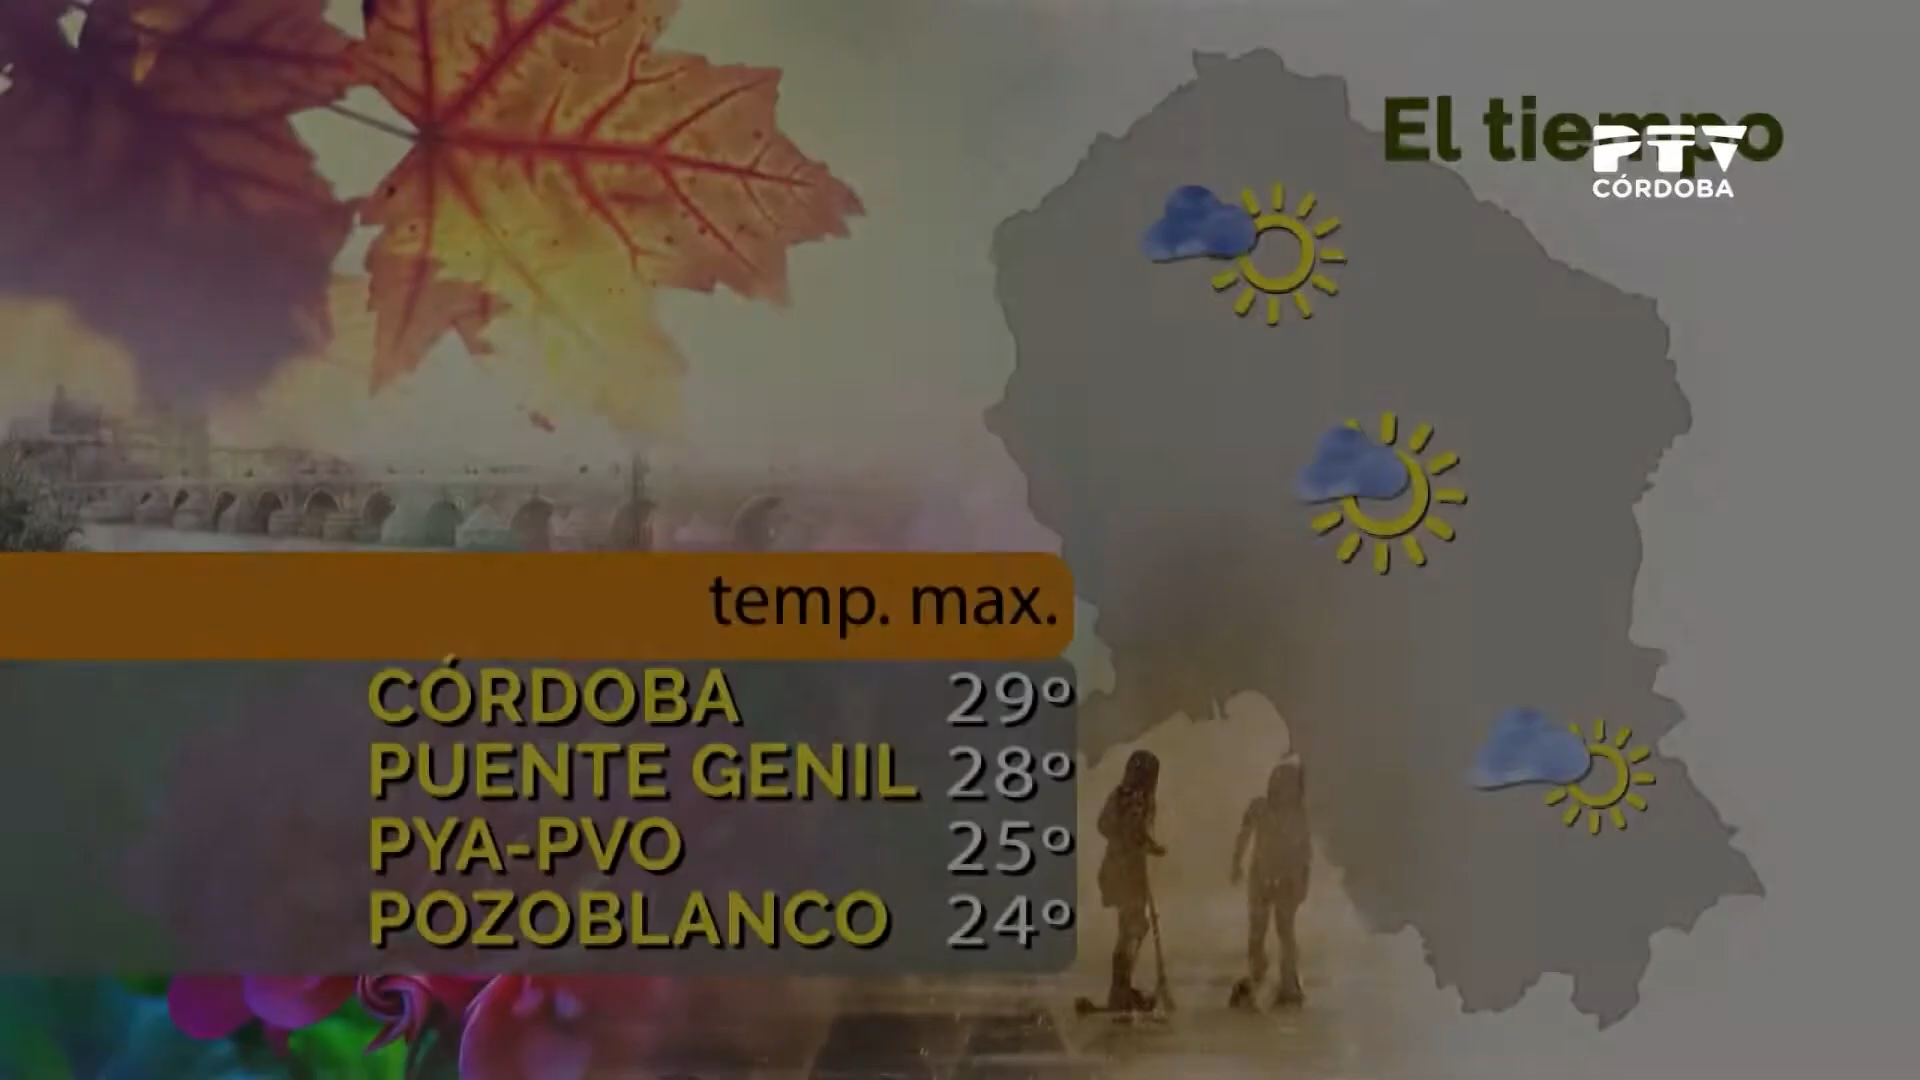 El tiempo
PTV
CÓRDOBA
temp. max.
CÓRDOBA 29º
PUENTE GENIL 28º
PYA-PVO 25º
POZOBLANCO 24º